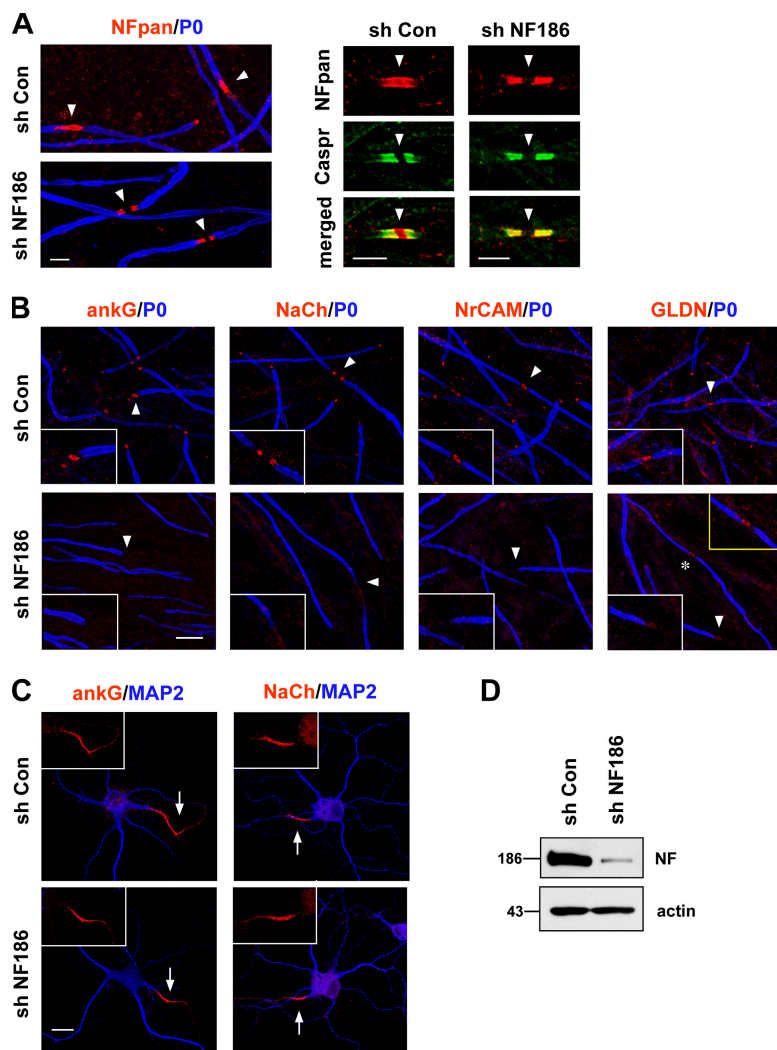 A
NFpan/P0
sh Con
sh NF186
sh Con
sh NF186
NFpan
Caspr
merged
B
ankG/P0
NaCh/P0
NrCAM/P0
GLDN/P0
sh Con
sh NF186
*
C
ankG/MAP2
NaCh/MAP2
sh Con
sh NF186
D
sh Con
sh NF186
186
NF
43
actin